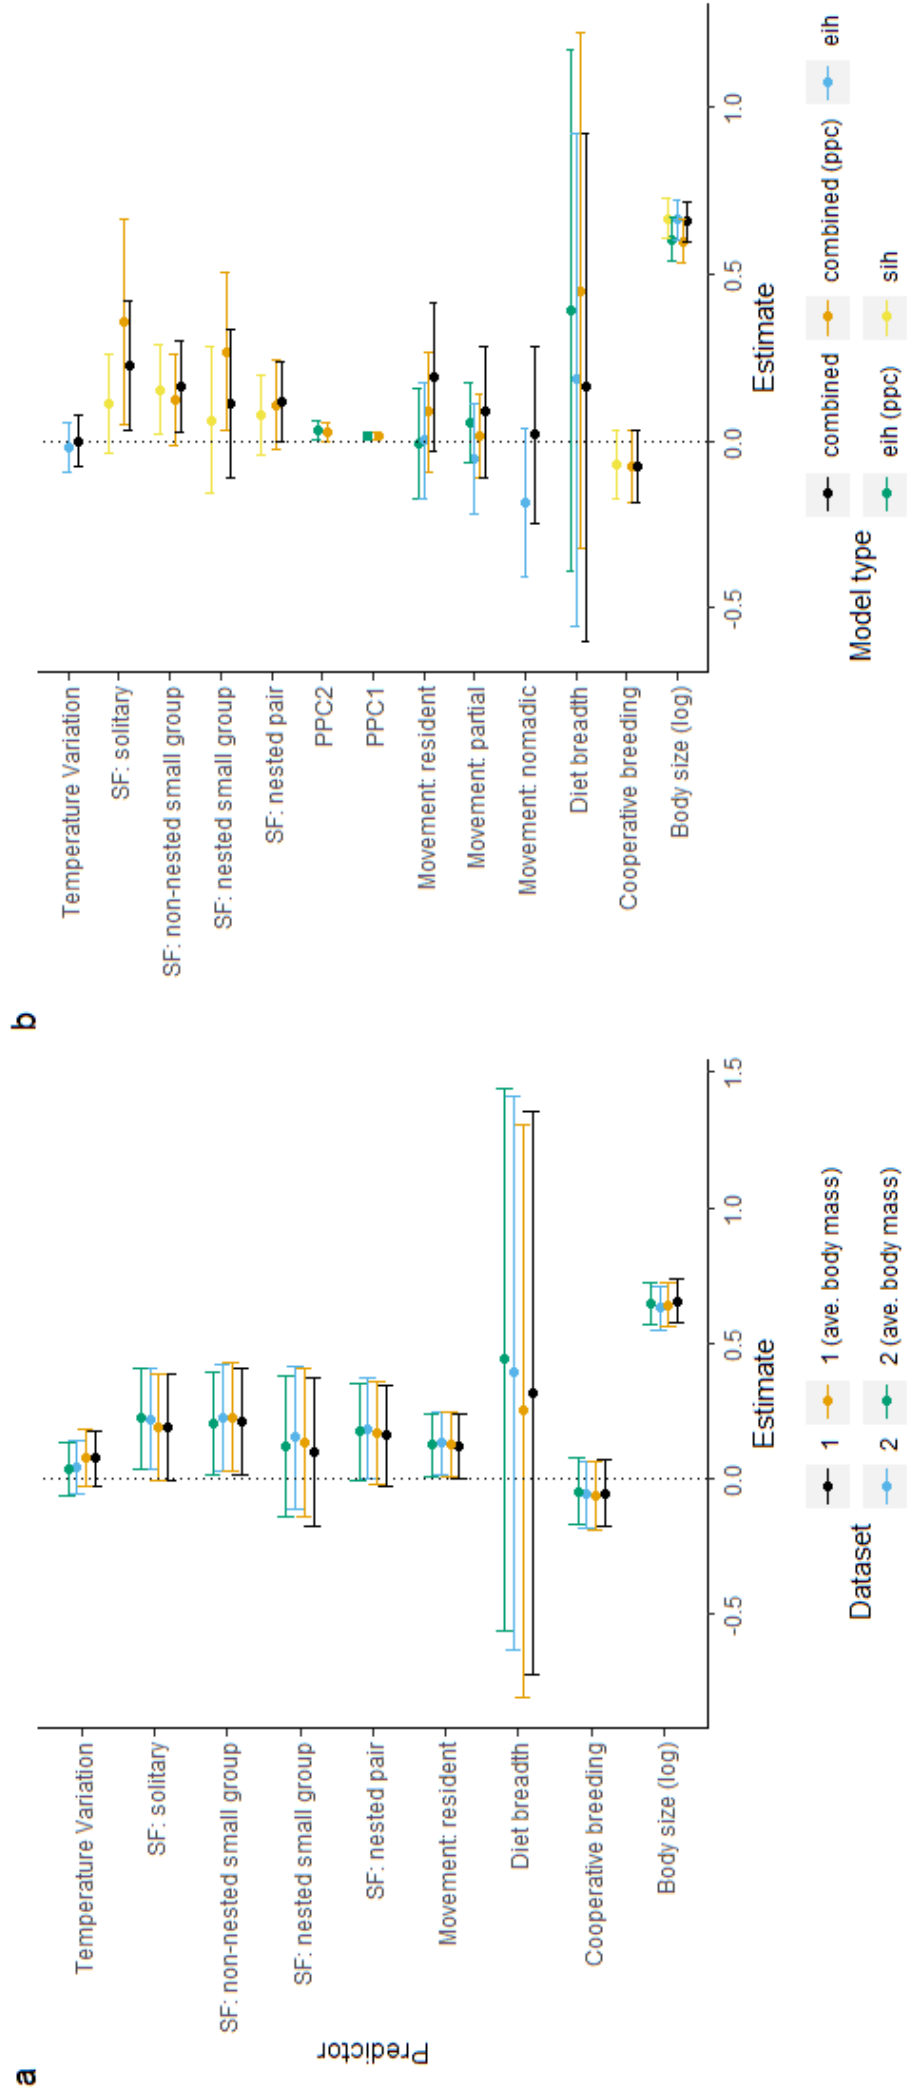 a
Predictor
Temperature Variation
SF: solitary
SF: non-nested small group
SF: nested small group
SF: nested pair
Movement: resident
Diet breadth
Cooperative breeding
Body size (log)
-0.5
0.0
0.5
1.0
1.5
Estimate
Dataset
1
1 (ave. body mass)
2
2 (ave. body mass)
b
Temperature Variation
SF: solitary
SF: non-nested small group
SF: nested small group
SF: nested pair
PPC2
PPC1
Movement: resident
Movement: partial
Movement: nomadic
Diet breadth
Cooperative breeding
Body size (log)
-0.5
0.0
0.5
1.0
Estimate
Model type
combined
combined (ppc)
eih
eih (ppc)
sih